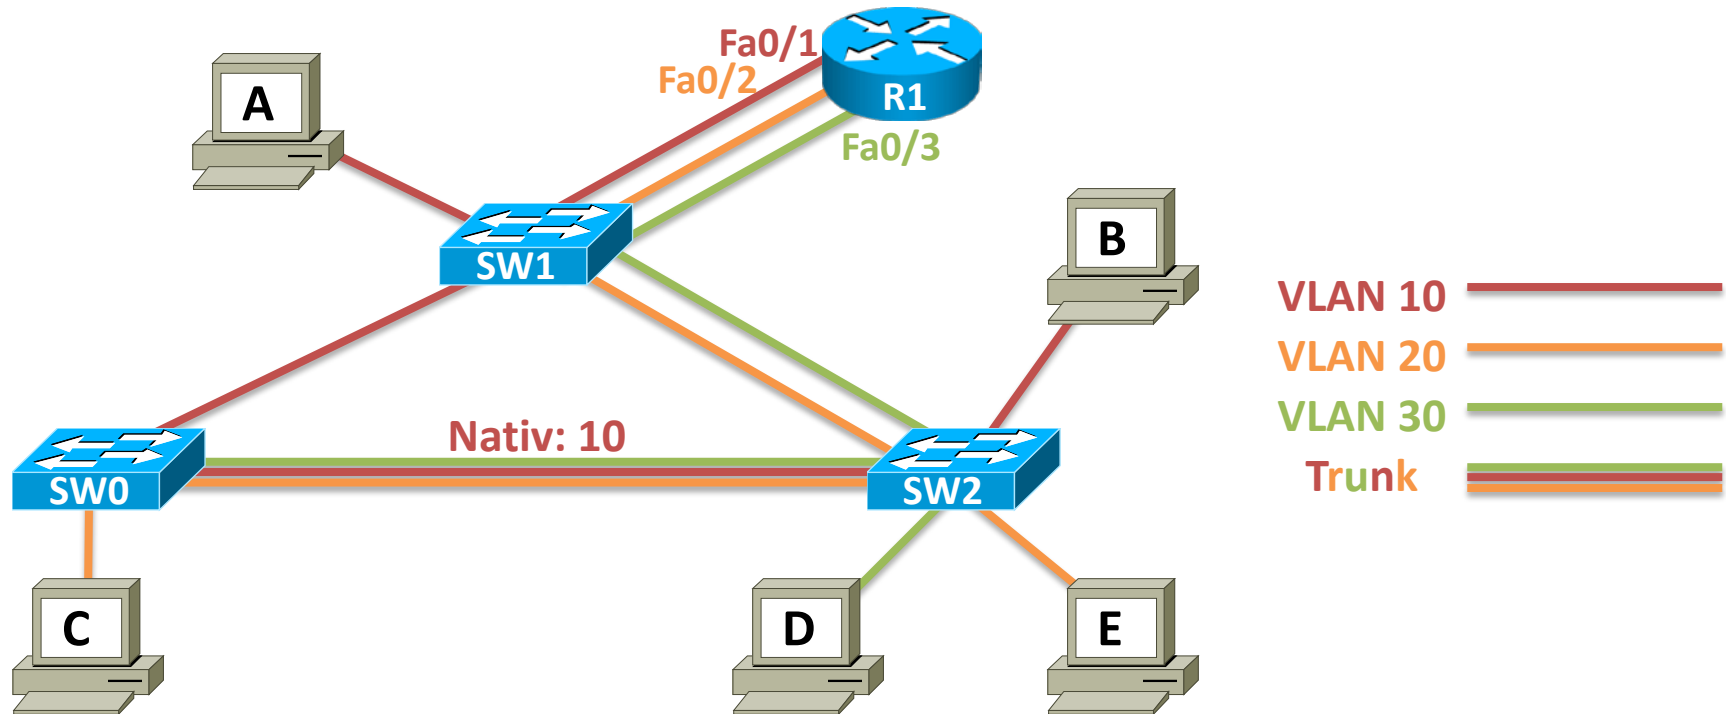 Fa0/1
Fa0/2
R1
Fa0/3
A
SW1
B
VLAN 10
VLAN 20
VLAN 30
Trunk
Nativ: 10
SW0
SW2
C
D
E